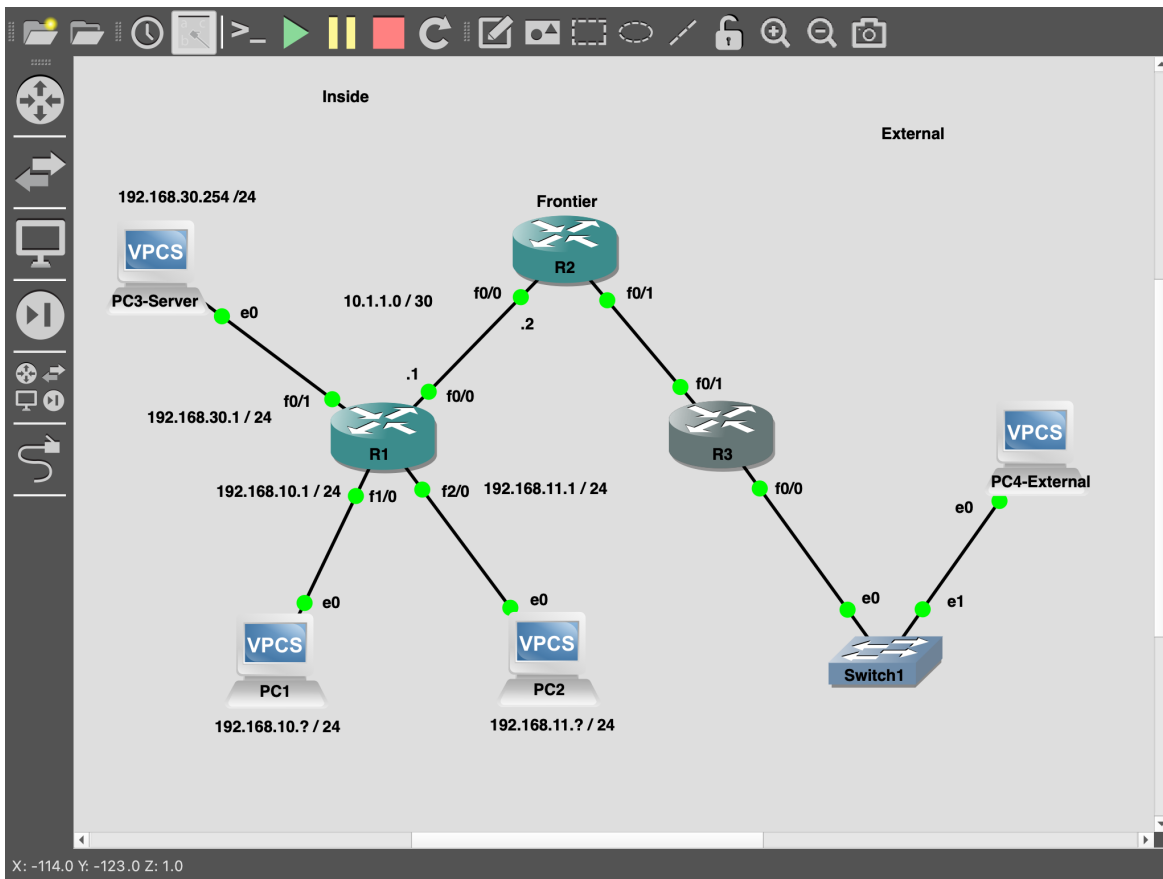 >_
Inside
External
192.168.30.254 /24
Frontier
VPCS
R2
PC3-Server
e0
10.1.1.0 / 30
f0/0
f0/1
.2
.1
f0/1
f0/0
f0/1
192.168.30.1 / 24
R1
R3
VPCS
192.168.10.1 / 24
f1/0
f2/0
192.168.11.1 / 24
f0/0
PC4-External
e0
e0
e0
e0
e1
VPCS
PC1
VPCS
PC2
Switch1
192.168.10.? / 24
192.168.11.? / 24
X: -114.0 Y: -123.0 Z: 1.0